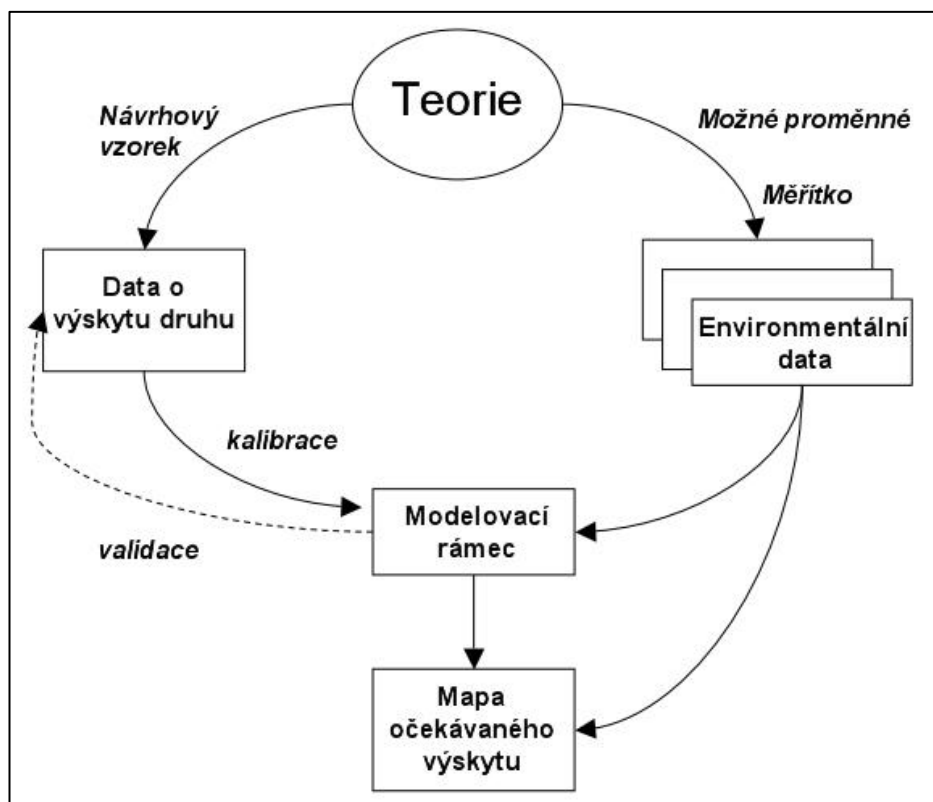 Teorie
Návrhový
vzorek
Možné proměnné
Měřítko
Data o
výskytu druhu
Environmentální
data
kalibrace
Modelovací
rámec
validace
Mapa
očekávaného
výskytu